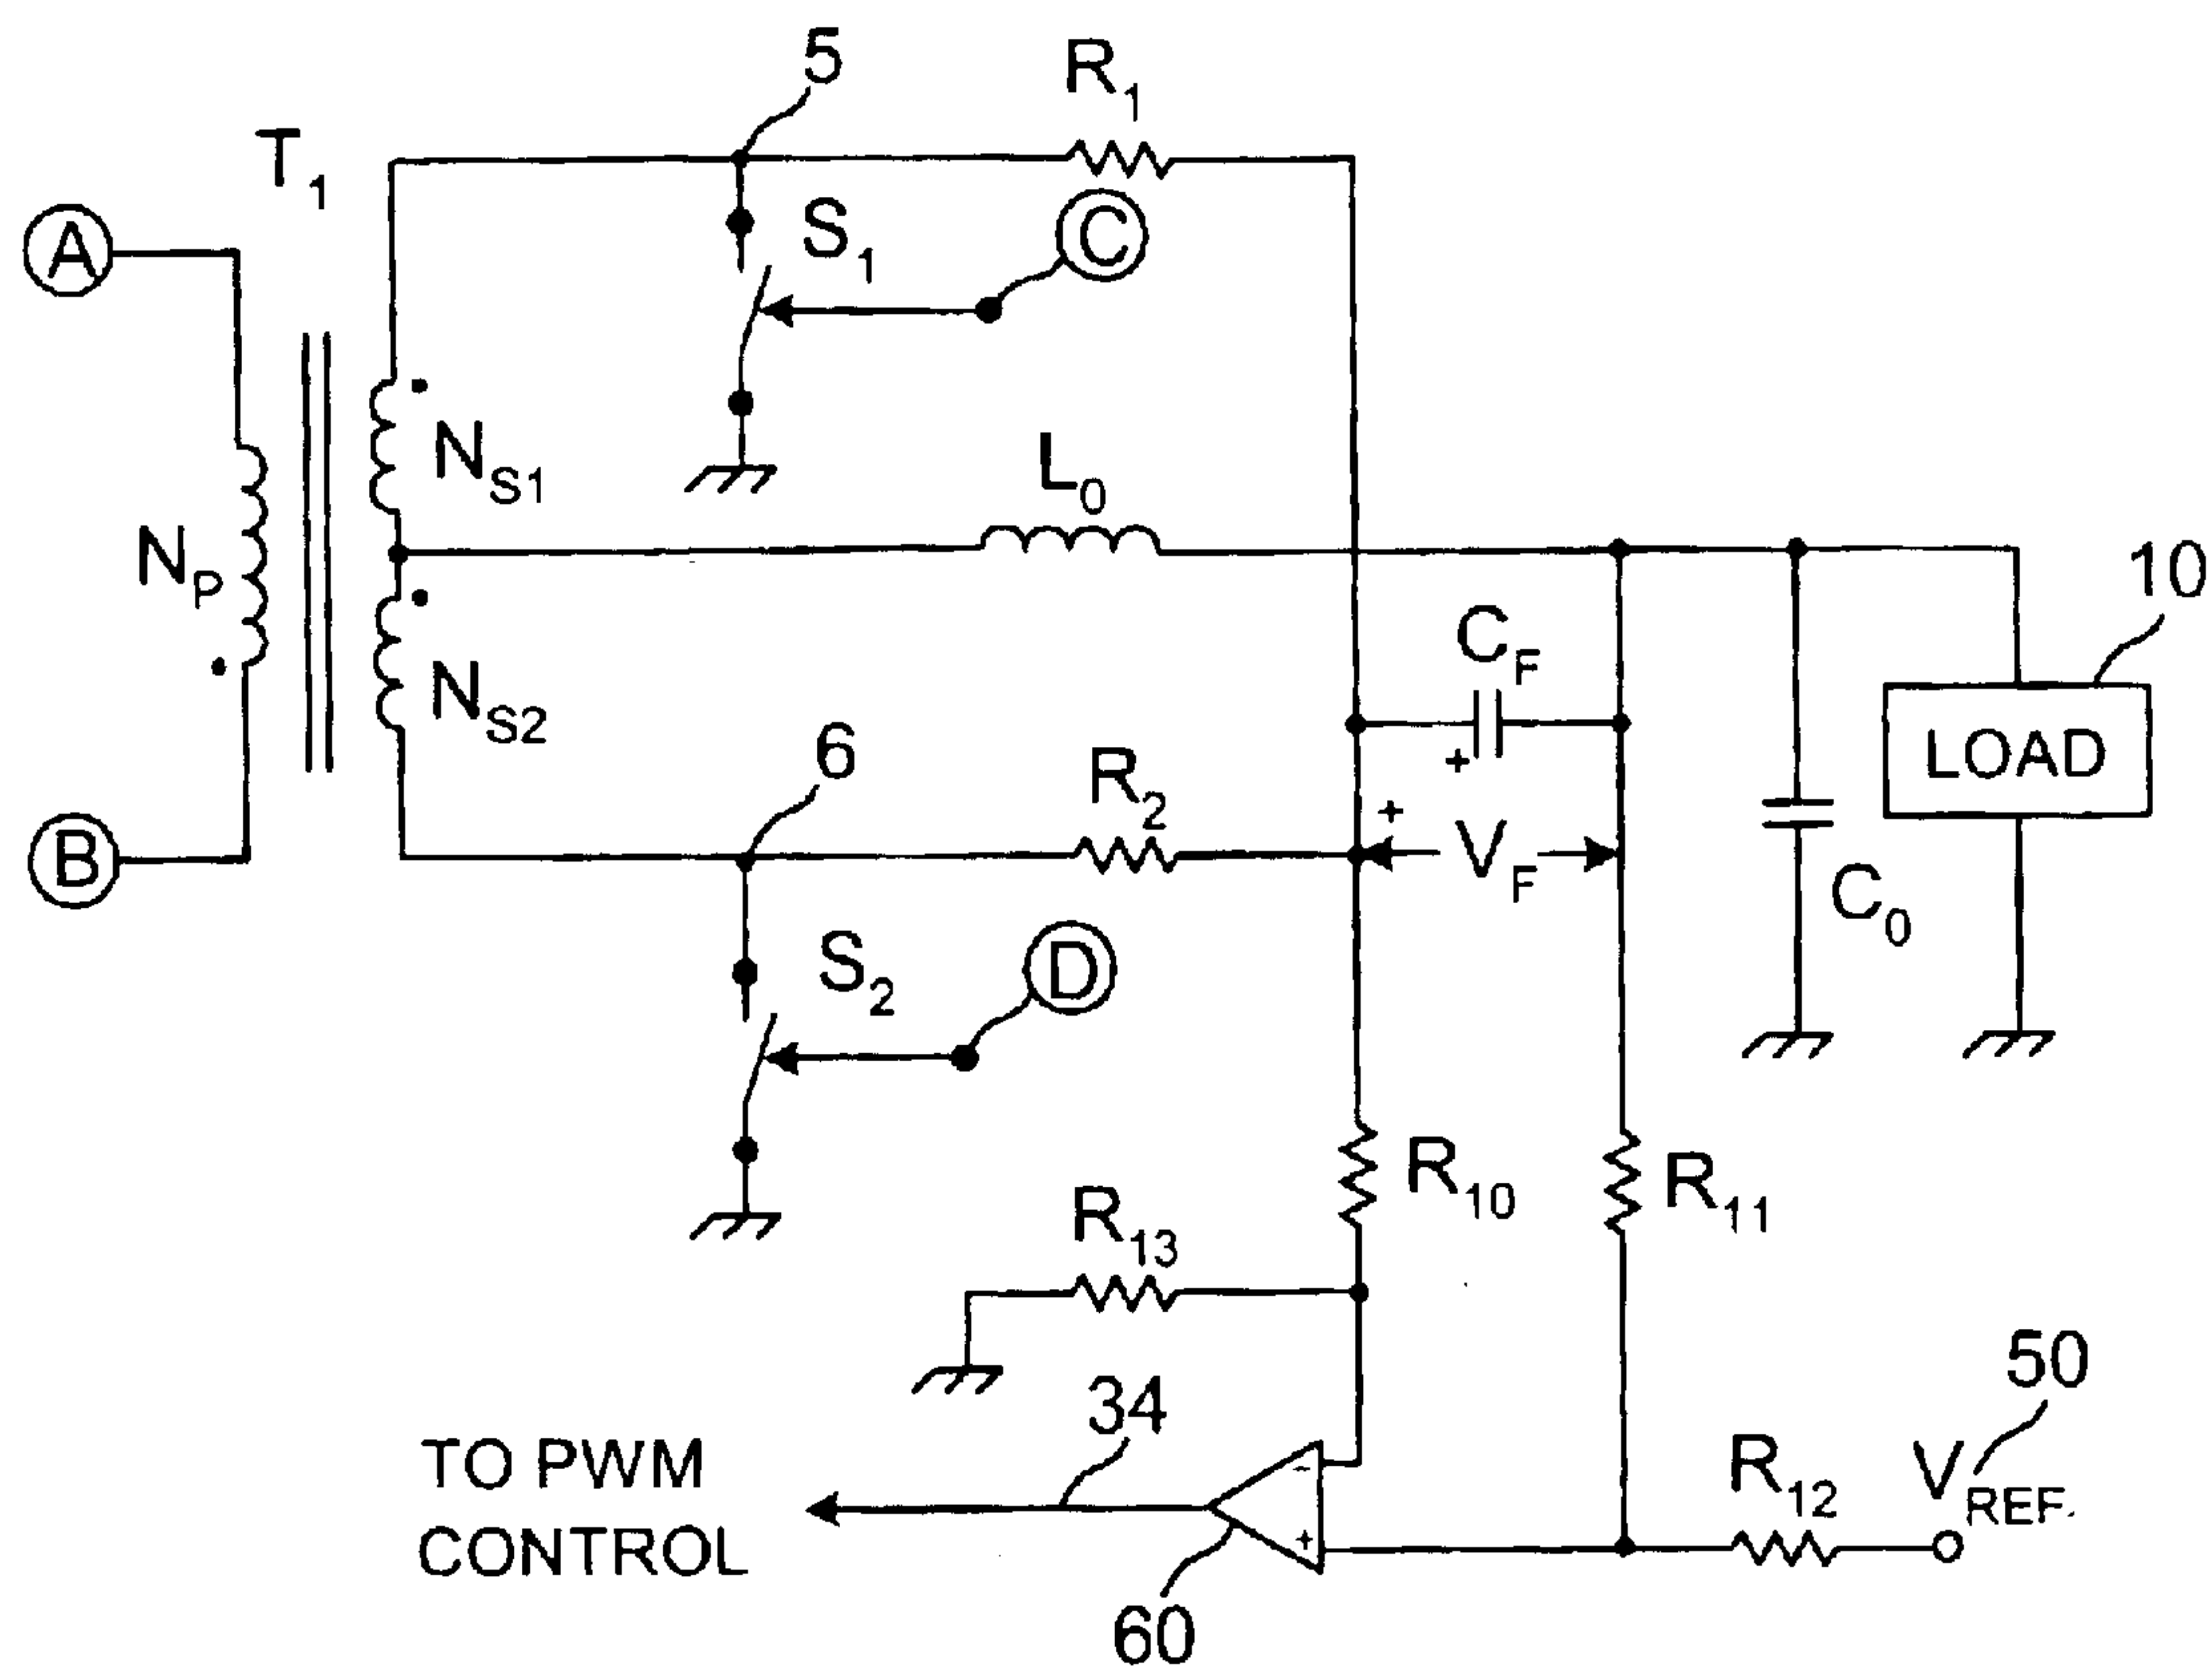 5
R1
T1
A
S1
C
NS1
L0
10
NP
CF
NS2
6
R2
LOAD
+
+
VF
B
C0
S2
D
R10
R11
R13
50
34
TO PWM
CONTROL
R12
VREF.
-
+
60